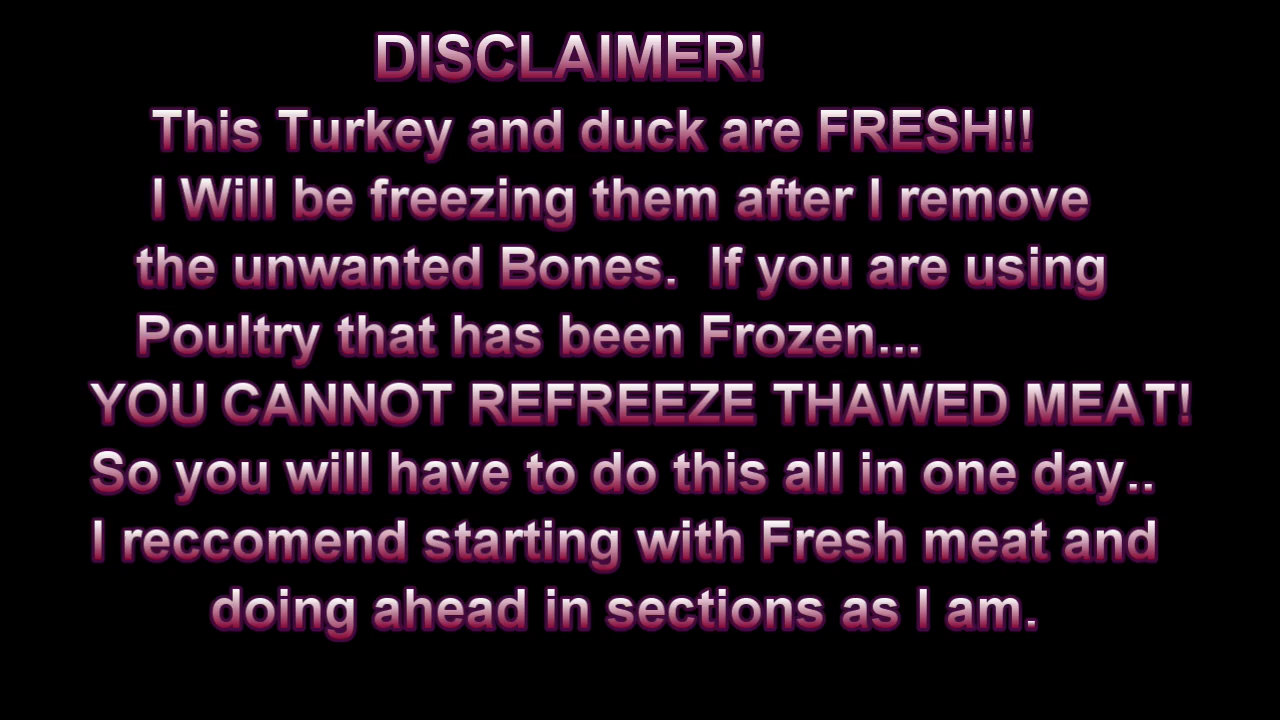 DISCLAIMER!
This Turkey and duck are FRESH!!
I Will be freezing them after I remove
the unwanted Bones.  If you are using
Poultry that has been Frozen...
YOU CANNOT REFREEZE THAWED MEAT!
So you will have to do this all in one day..
I reccomend starting with Fresh meat and
doing ahead in sections as I am.